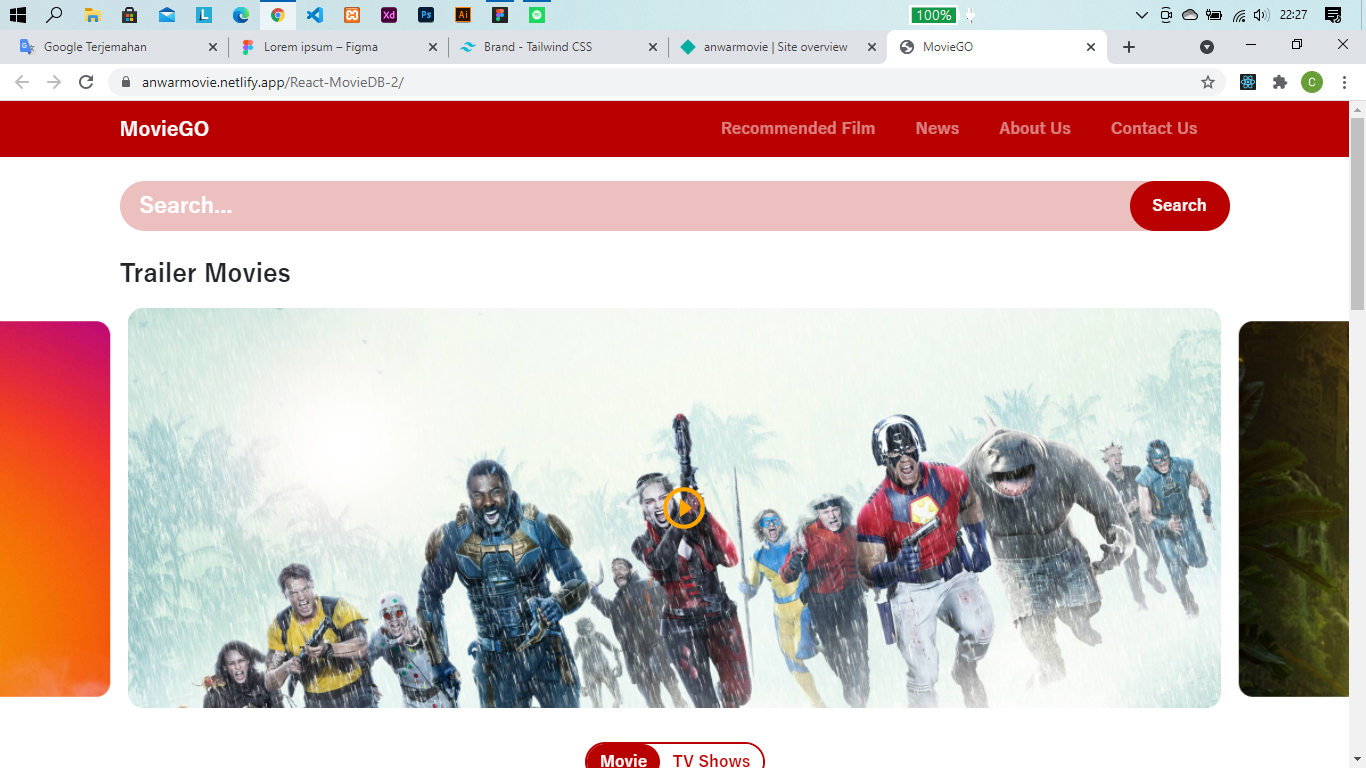 100%
22:27
Google Terjemahan
Lorem ipsum – Figma
Brand - Tailwind CSS
anwarmovie | Site overview
MovieGO
anwarmovie.netlify.app/React-MovieDB-2/
C
MovieGO
Recommended Film
News
About Us
Contact Us
Search...
Search
Trailer Movies
Movie
TV Shows